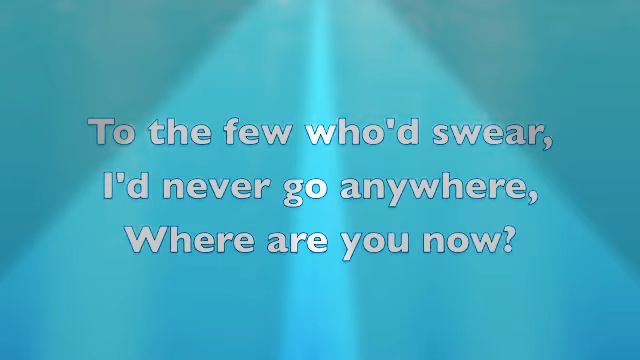 To the few who'd swear,
I'd never go anywhere,
Where are you now?